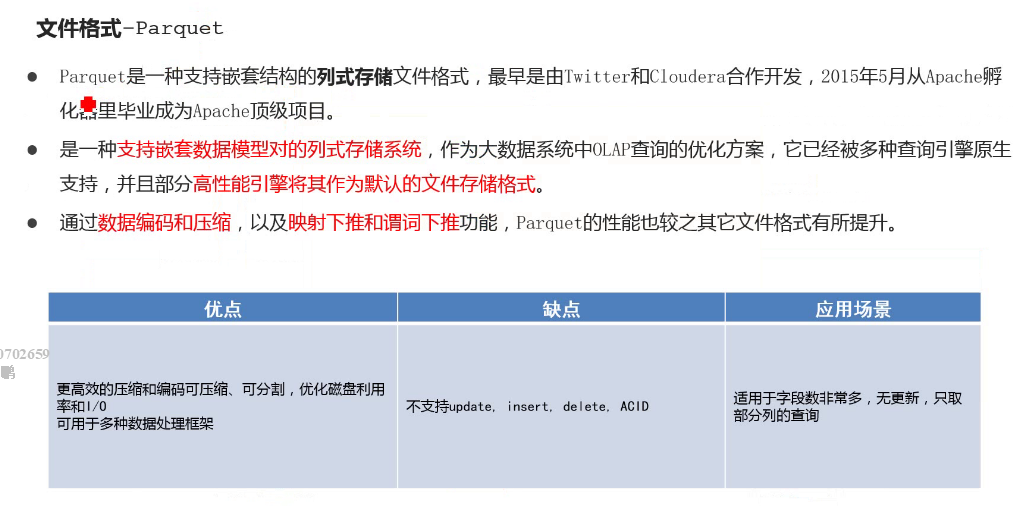 文件格式-Parquet
● Parquet是一种支持嵌套结构的列式存储文件格式，最早是由Twitter和Cloudera合作开发，2015年5月从Apache孵
化器里毕业成为Apache顶级项目。
● 是一种支持嵌套数据模型对的列式存储系统，作为大数据系统中OLAP查询的优化方案，它已经被多种查询引擎原生
支持，并且部分高性能引擎将其作为默认的文件存储格式。
● 通过数据编码和压缩，以及映射下推和谓词下推功能，Parquet的性能也较之其它文件格式有所提升。
优点 缺点 应用场景
更高效的压缩和编码可压缩、可分割，优化磁盘利用
率和I/O
可用于多种数据处理框架
不支持update, insert, delete, ACID
适用于字段数非常多，无更新，只取
部分列的查询
0702659
鹏